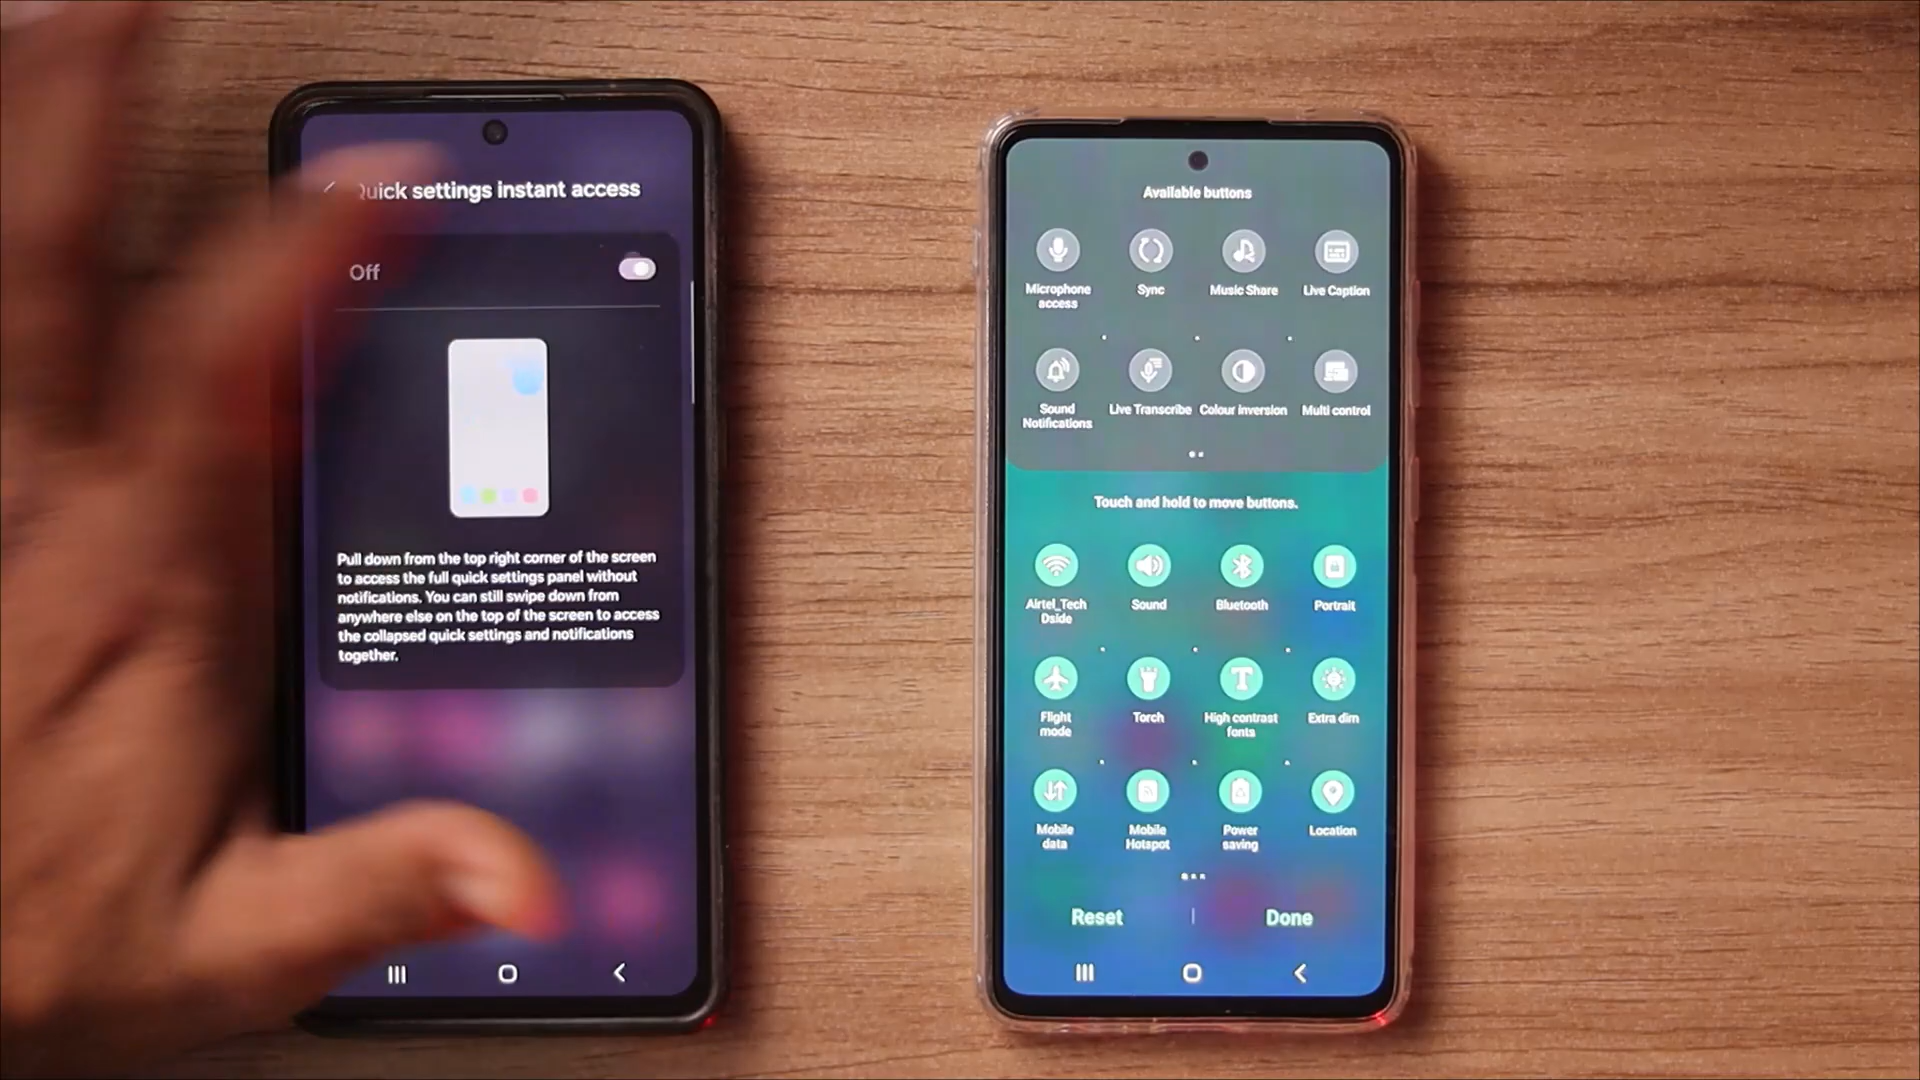 Quick settings instant access
Off
Pull down from the top right corner of the screen
to access the full quick settings panel without
notifications. You can still swipe down from
anywhere else on the top of the screen to access
the collapsed quick settings and notifications
together.
Available buttons
Microphone
access
Sync
Music Share
Live Caption
Sound
Notifications
Live Transcribe
Colour inversion
Multi control
Touch and hold to move buttons.
Airtel_Tech
Dside
Sound
Bluetooth
Portrait
Flight
mode
Torch
High contrast
fonts
Extra dim
Mobile
data
Mobile
Hotspot
Power
saving
Location
Reset
Done